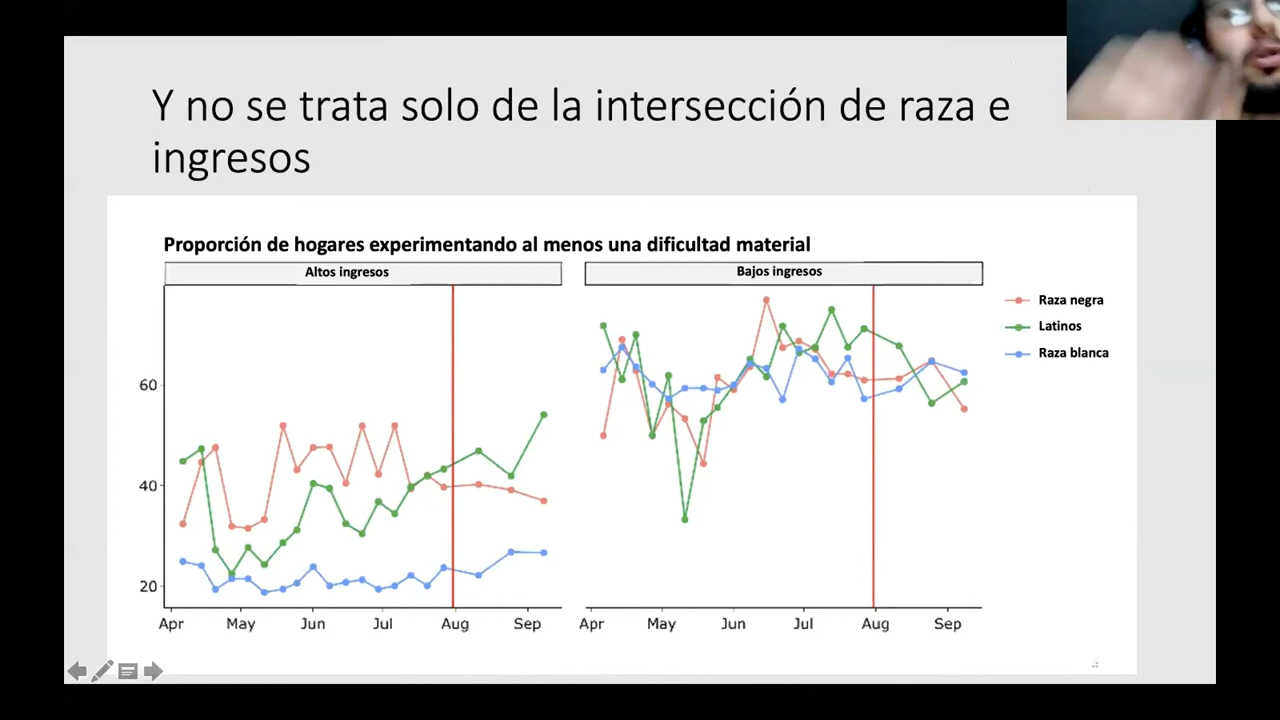 Y no se trata solo de la intersección de raza e
ingresos
Proporción de hogares experimentando al menos una dificultad material
Altos ingresos
Bajos ingresos
Raza negra
Latinos
Raza blanca
60
40
20
Apr May Jun Jul Aug Sep
Apr May Jun Jul Aug Sep